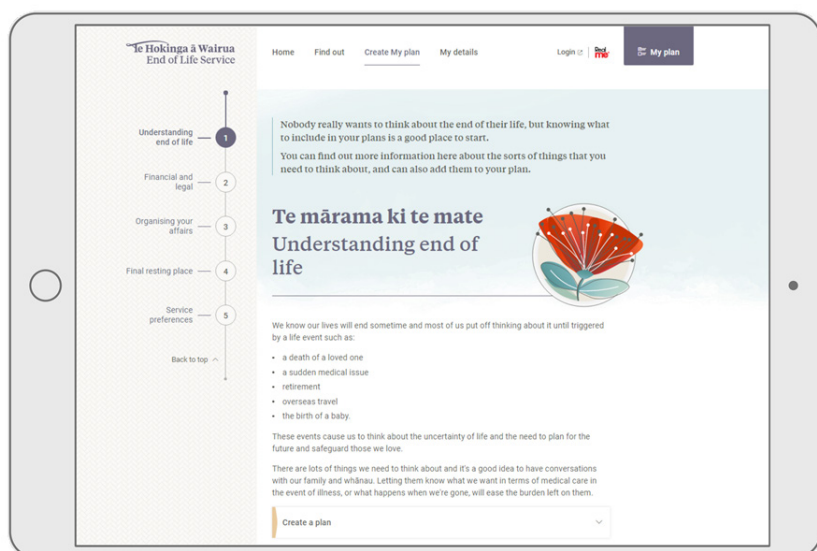 Te Hokinga ā Wairua
End of Life Service
Home
Find out
Create My plan
My details
Login
Real
me
My plan
Understanding
end of life
1
Financial and
legal
2
Organising your
affairs
3
Final resting place
4
Service
preferences
5
Back to top
Nobody really wants to think about the end of their life, but knowing what
to include in your plans is a good place to start.
You can find out more information here about the sorts of things that you
need to think about, and can also add them to your plan.
Te mārama ki te mate
Understanding end of
life
We know our lives will end sometime and most of us put off thinking about it until triggered
by a life event such as:
• a death of a loved one
• a sudden medical issue
• retirement
• overseas travel
• the birth of a baby.
These events cause us to think about the uncertainty of life and the need to plan for the
future and safeguard those we love.
There are lots of things we need to think about and it's a good idea to have conversations
with our family and whānau. Letting them know what we want in terms of medical care in
the event of illness, or what happens when we're gone, will ease the burden left on them.
Create a plan